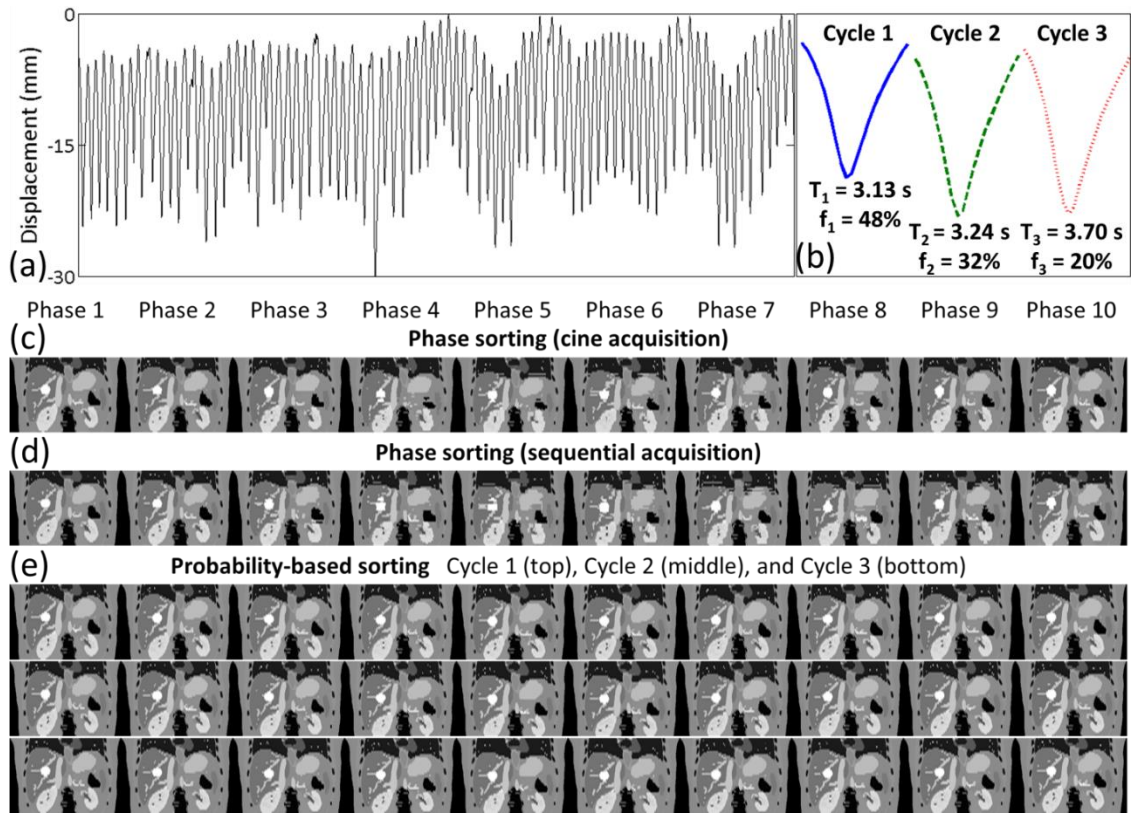 0
-15
-30
Displacement (mm)
(a)
Cycle 1 Cycle 2 Cycle 3
T1 = 3.13 s
f1 = 48%
T2 = 3.24 s
f2 = 32%
T3 = 3.70 s
f3 = 20%
(b)
Phase 1 Phase 2 Phase 3 Phase 4 Phase 5 Phase 6 Phase 7 Phase 8 Phase 9 Phase 10
(c) Phase sorting (cine acquisition)
(d) Phase sorting (sequential acquisition)
(e) Probability-based sorting Cycle 1 (top), Cycle 2 (middle), and Cycle 3 (bottom)